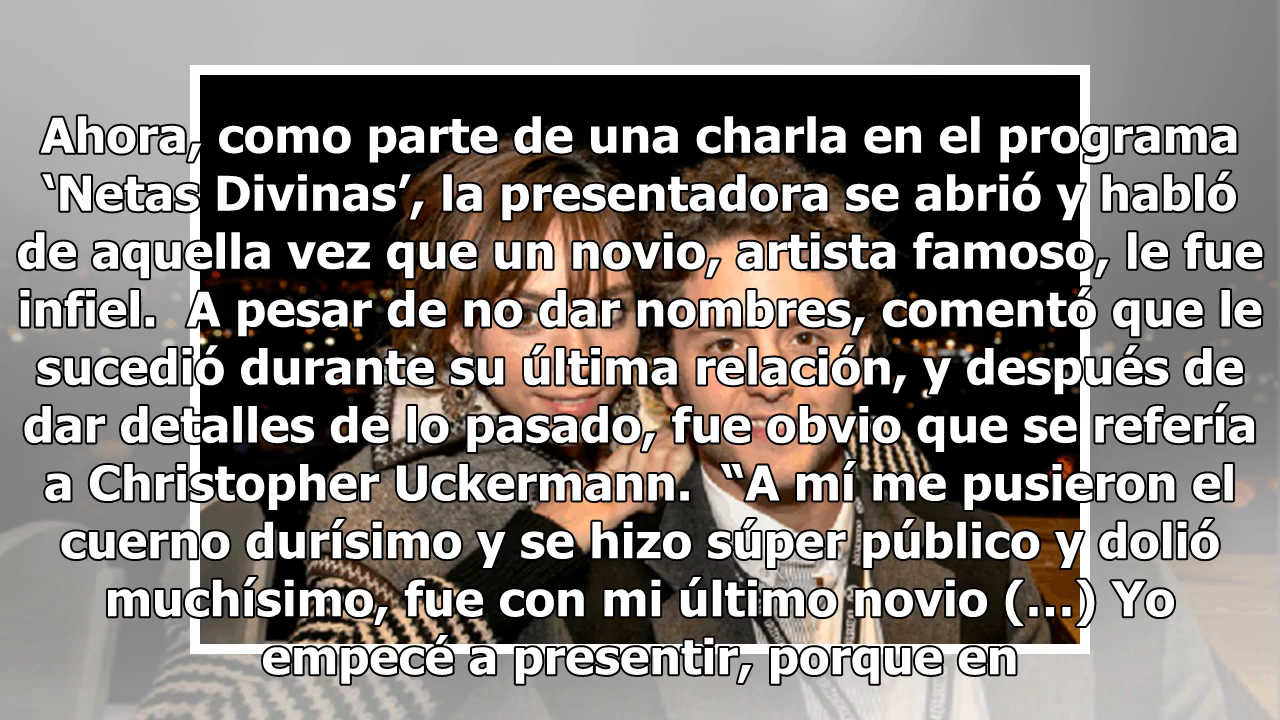 Ahora, como parte de una charla en el programa
‘Netas Divinas’, la presentadora se abrió y habló
de aquella vez que un novio, artista famoso, le fue
infiel.  A pesar de no dar nombres, comentó que le
sucedió durante su última relación, y después de
dar detalles de lo pasado, fue obvio que se refería
a Christopher Uckermann.  “A mí me pusieron el
cuerno durísimo y se hizo súper público y dolió
muchísimo, fue con mi último novio (...) Yo
empecé a presentir, porque en